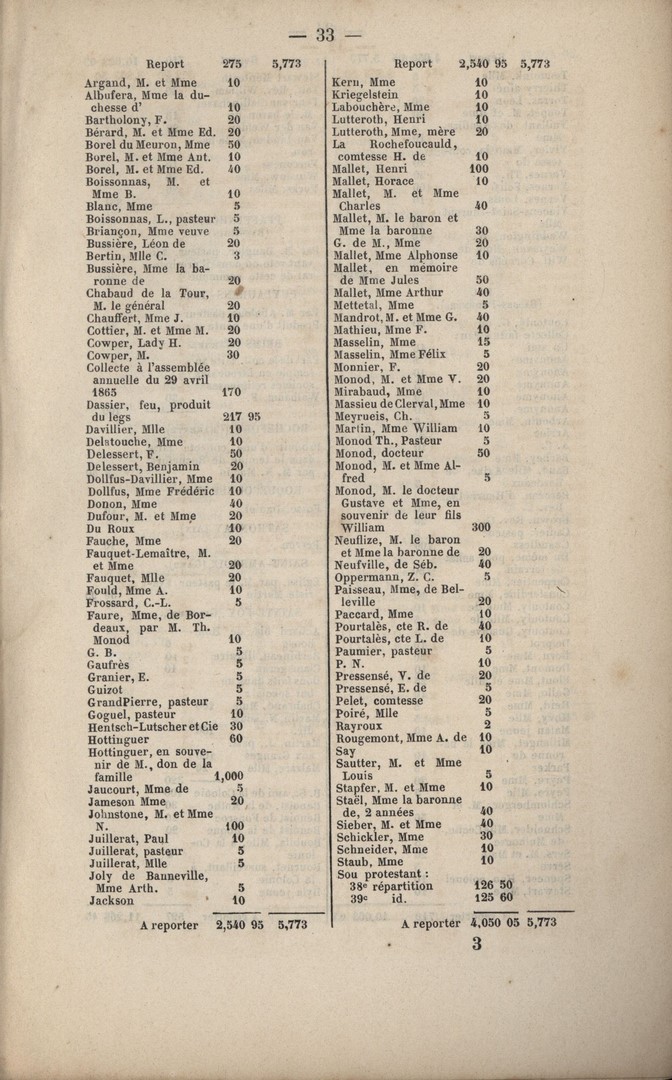 — 33 —
Report 275 5,773
Argand, M. et Mme 10
Albufera, Mme la du-
chesse d' 10
Bartholony, F. 20
Bérard, M. et Mme Ed. 20
Borel du Meuron, Mme 50
Borel, M. et Mme Ant. 10
Borel, M. et Mme Ed. 40
Boissonnas, M. et
Mme B. 10
Blanc, Mme 5
Boissonnas, L., pasteur 5
Briançon, Mme veuve 5
Bussière, Léon de 20
Bertin, Mlle C. 3
Bussière, Mme la ba-
ronne de 20
Chabaud de la Tour,
M. le général 20
Chauffert, Mme J. 10
Cottier, M. et Mme M. 20
Cowper, Lady H. 20
Cowper, M. 30
Collecte à l'assemblée
annuelle du 29 avril
1865 170
Dassier, feu, produit
du legs 217 95
Davillier, Mlle 10
Delatouche, Mme 10
Delessert, F. 50
Delessert, Benjamin 20
Dollfus-Davillier, Mme 10
Dollfus, Mme Frédéric 10
Donon, Mme 40
Dufour, M. et Mme 20
Du Roux 10
Fauche, Mme 20
Fauquet-Lemaître, M.
et Mme 20
Fauquet, Mlle 20
Fould, Mme A. 10
Frossard, C.-L. 5
Faure, Mme, de Bor-
deaux, par M. Th.
Monod 10
G. B. 5
Gaufrès 5
Granier, E. 5
Guizot 5
GrandPierre, pasteur 5
Goguel, pasteur 10
Hentsch-Lutscher et Cie 30
Hottinguer 60
Hottinguer, en souve-
nir de M., don de la
famille 1,000
Jaucourt, Mme de 5
Jameson Mme 20
Johnstone, M. et Mme
N. 100
Juillerat, Paul 10
Juillerat, pasteur 5
Juillerat, Mlle 5
Joly de Banneville,
Mme Arth. 5
Jackson 10
A reporter 2,540 95 5,773
Report 2,540 95 5,773
Kern, Mme 10
Kriegelstein 10
Labouchère, Mme 10
Lutteroth, Henri 10
Lutteroth, Mme, mère 20
La Rochefoucauld,
comtesse H. de 10
Mallet, Henri 100
Mallet, Horace 10
Mallet, M. et Mme
Charles 40
Mallet, M. le baron et
Mme la baronne 30
G. de M., Mme 20
Mallet, Mme Alphonse 10
Mallet, en mémoire
de Mme Jules 50
Mallet, Mme Arthur 40
Mettetal, Mme 5
Mandrot, M. et Mme G. 40
Mathieu, Mme F. 10
Masselin, Mme 15
Masselin, Mme Félix 5
Monnier, F. 20
Monod, M. et Mme V. 20
Mirabaud, Mme 10
Massieu de Clerval, Mme 10
Meyrueis, Ch. 5
Martin, Mme William 10
Monod Th., Pasteur 5
Monod, docteur 50
Monod, M. et Mme Al-
fred 5
Monod, M. le docteur
Gustave et Mme, en
souvenir de leur fils
William 300
Neuflize, M. le baron
et Mme la baronne de 20
Neufville, de Séb. 40
Oppermann, Z. C. 5
Paisseau, Mme, de Bel-
leville 20
Paccard, Mme 10
Pourtalès, cte R. de 40
Pourtalès, cte L. de 10
Paumier, pasteur 5
P. N. 10
Pressensé, V. de 20
Pressensé, E. de 5
Pelet, comtesse 20
Poiré, Mlle 5
Rayroux 2
Rougemont, Mme A. de 10
Say 10
Sautter, M. et Mme
Louis 5
Stapfer, M. et Mme 10
Staël, Mme la baronne
de, 2 années 40
Sieber, M. et Mme 40
Schickler, Mme 30
Schneider, Mme 10
Staub, Mme 10
Sou protestant :
38e répartition 126 50
39e id. 125 60
A reporter 4,050 05 5,773
3